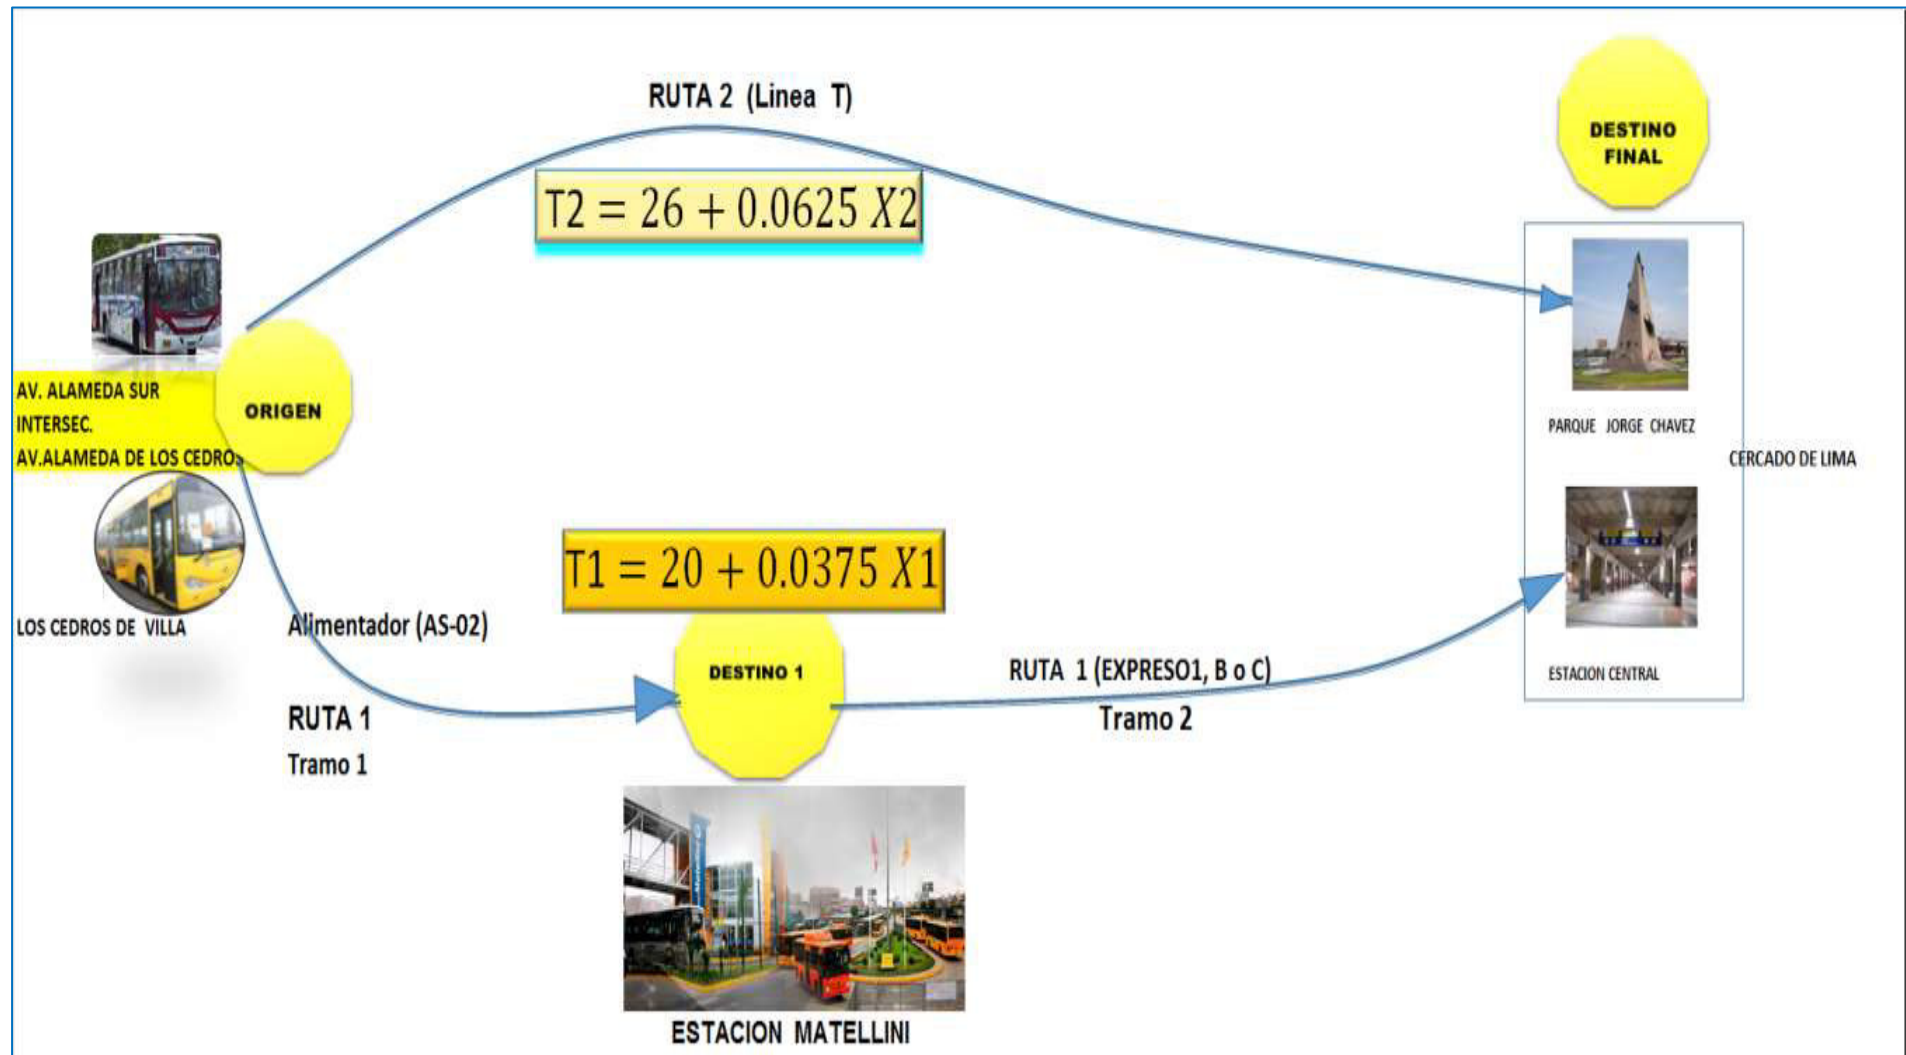 RUTA 2 (Linea T)
T2 = 26 + 0.0625 X2
DESTINO
FINAL
AV. ALAMEDA SUR
INTERSEC.
AV.ALAMEDA DE LOS CEDROS
ORIGEN
PARQUE JORGE CHAVEZ
CERCADO DE LIMA
T1 = 20 + 0.0375 X1
LOS CEDROS DE VILLA
Alimentador (AS-02)
RUTA 1
Tramo 1
DESTINO 1
RUTA 1 (EXPRESO1, B o C)
Tramo 2
ESTACION CENTRAL
ESTACION MATELLINI